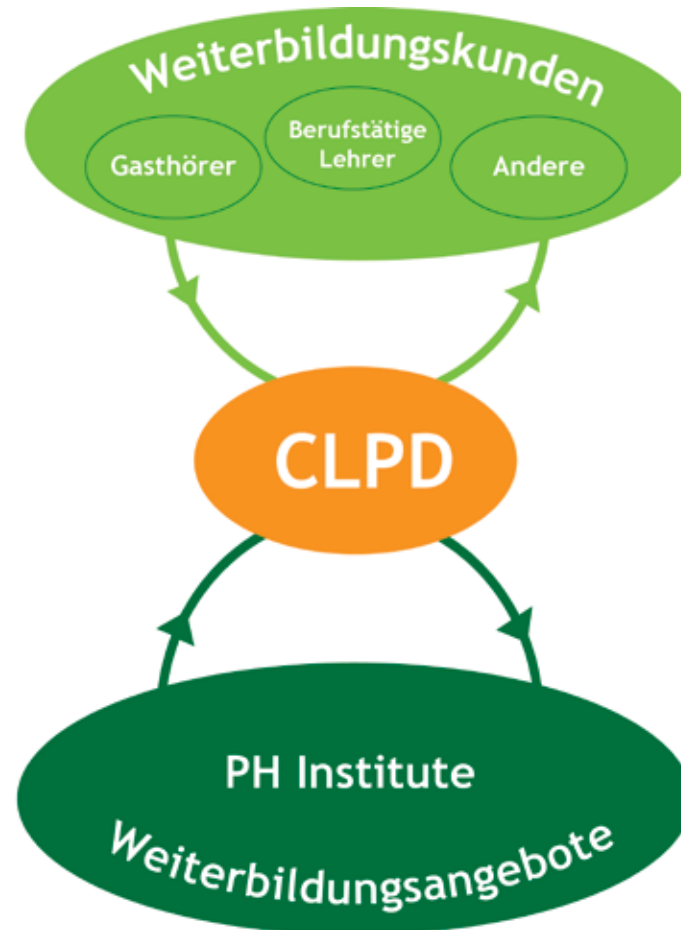 Weiterbildungskunden
Gasthörer
Berufstätige
Lehrer
Andere
CLPD
PH Institute
Weiterbildungsangebote